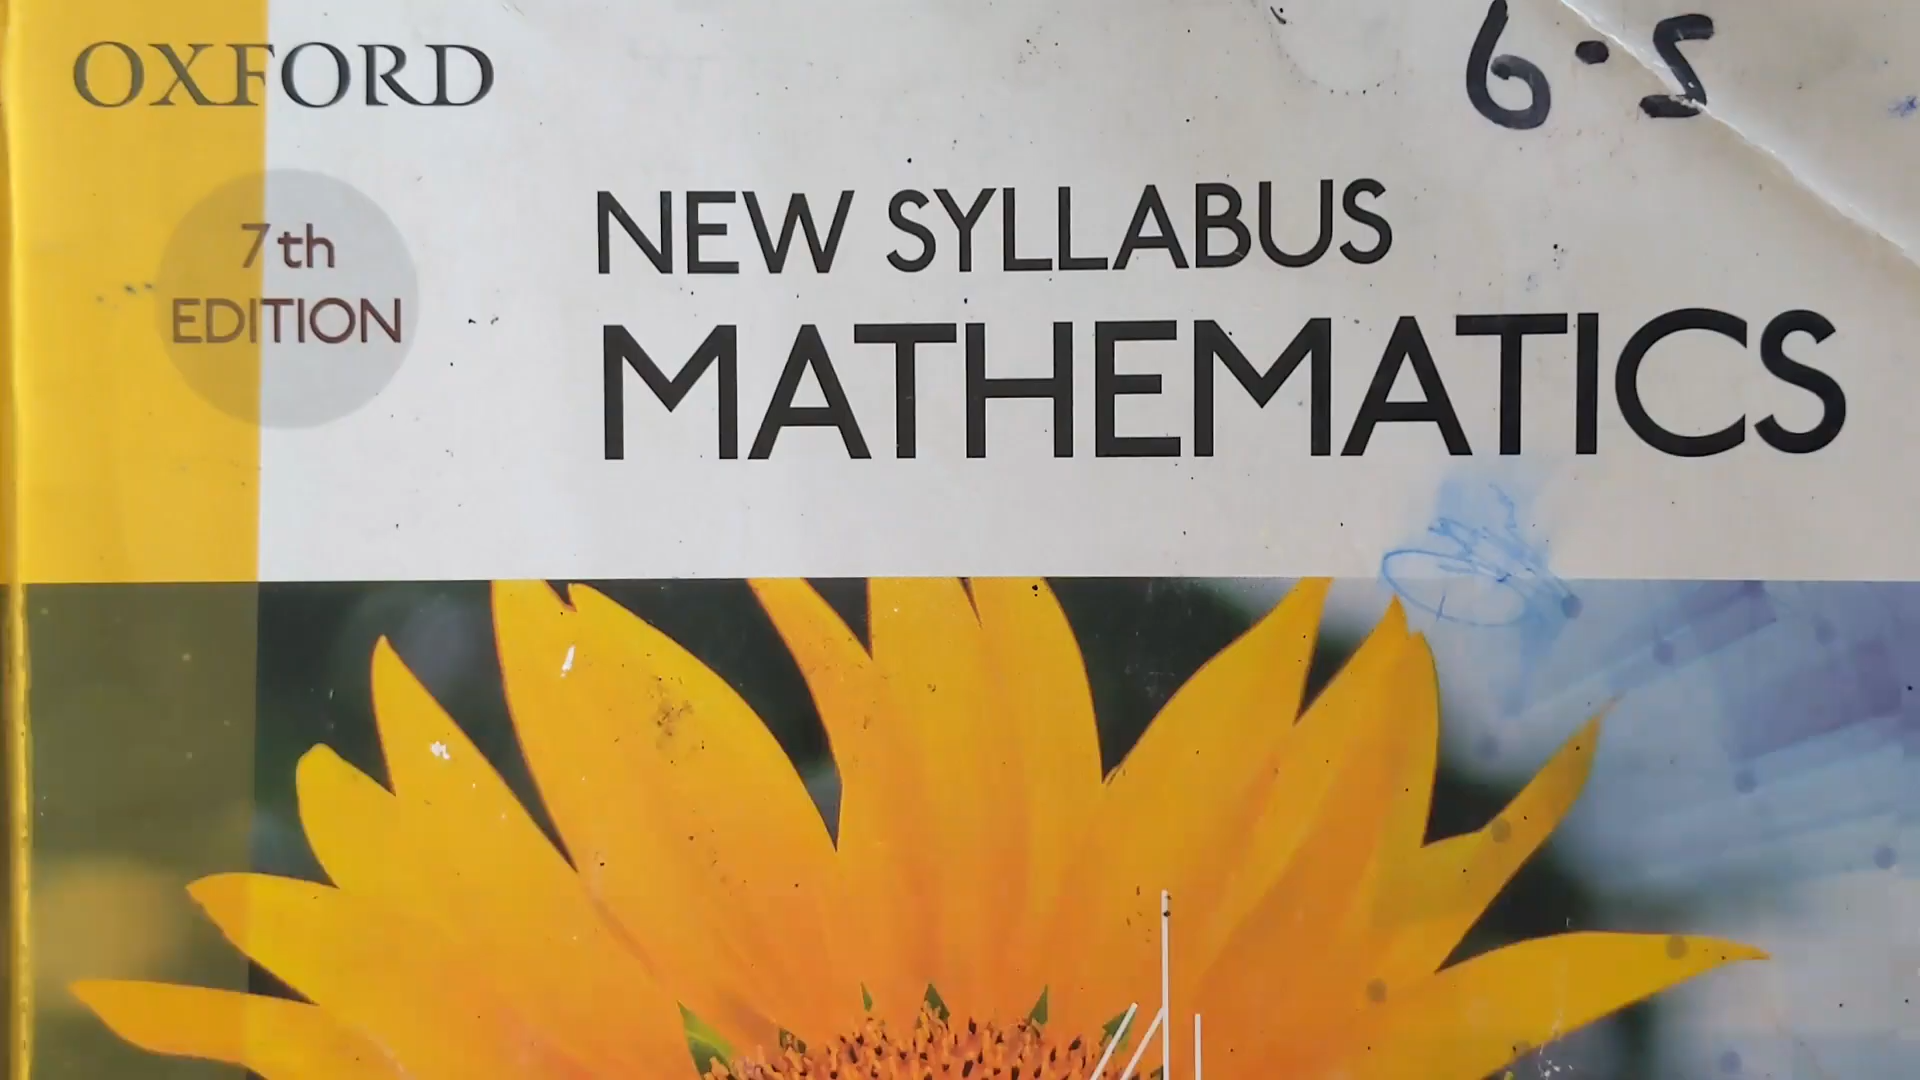 OXFORD
6.5
7th
EDITION
NEW SYLLABUS
MATHEMATICS